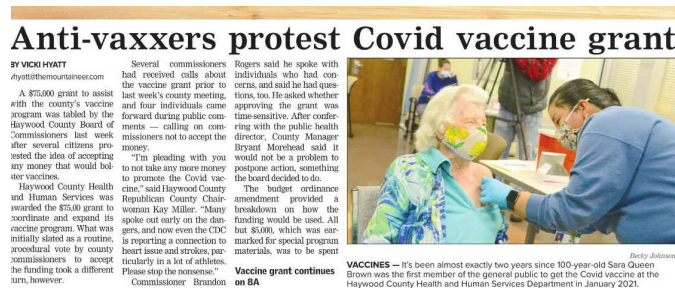 Anti-vaxxers protest Covid vaccine grant
BY VICKI HYATT
vhyatt@themountaineer.com
A $75,000 grant to assist
with the county's vaccine
program was tabled by the
Haywood County Board of
Commissioners last week
after several citizens pro-
tested the idea of accepting
any money that would bol-
ster vaccines.
Haywood County Health
and Human Services was
awarded the $75,00 grant to
coordinate and expand its
vaccine program. What was
initially slated as a routine,
procedural vote by county
commissioners to accept
the funding took a different
turn, however.
Several commissioners
had received calls about
the vaccine grant prior to
last week's county meeting,
and four individuals came
forward during public com-
ments — calling on com-
missioners not to accept the
money.
"I'm pleading with you
to not take any more money
to promote the Covid vac-
cine," said Haywood County
Republican Council Chair-
woman Kay Miller. "Many
spoke out early on the dan-
gers, and now even the CDC
is reporting a connection to
heart issue and strokes, par-
ticularly in a lot of athletes.
Please stop the nonsense."
Commissioner Brandon
Rogers said he spoke with
individuals who had con-
cerns, and said he had ques-
tions, too. He asked whether
approving the grant was
time-sensitive. After confer-
ring with the public health
director, County Manager
Bryant Morehead said it
would not be a problem to
postpone action, something
the board decided to do.
The budget ordinance
amendment provided a
breakdown on how the
funding would be used. All
but $5,000, which was ear-
marked for special program
materials, was to be spent
Vaccine grant continues
on 8A
Becky Johnson
VACCINES — It's been almost exactly two years since 100-year-old Sara Queen
Brown was the first member of the general public to get the Covid vaccine at the
Haywood County Health and Human Services Department in January 2021.